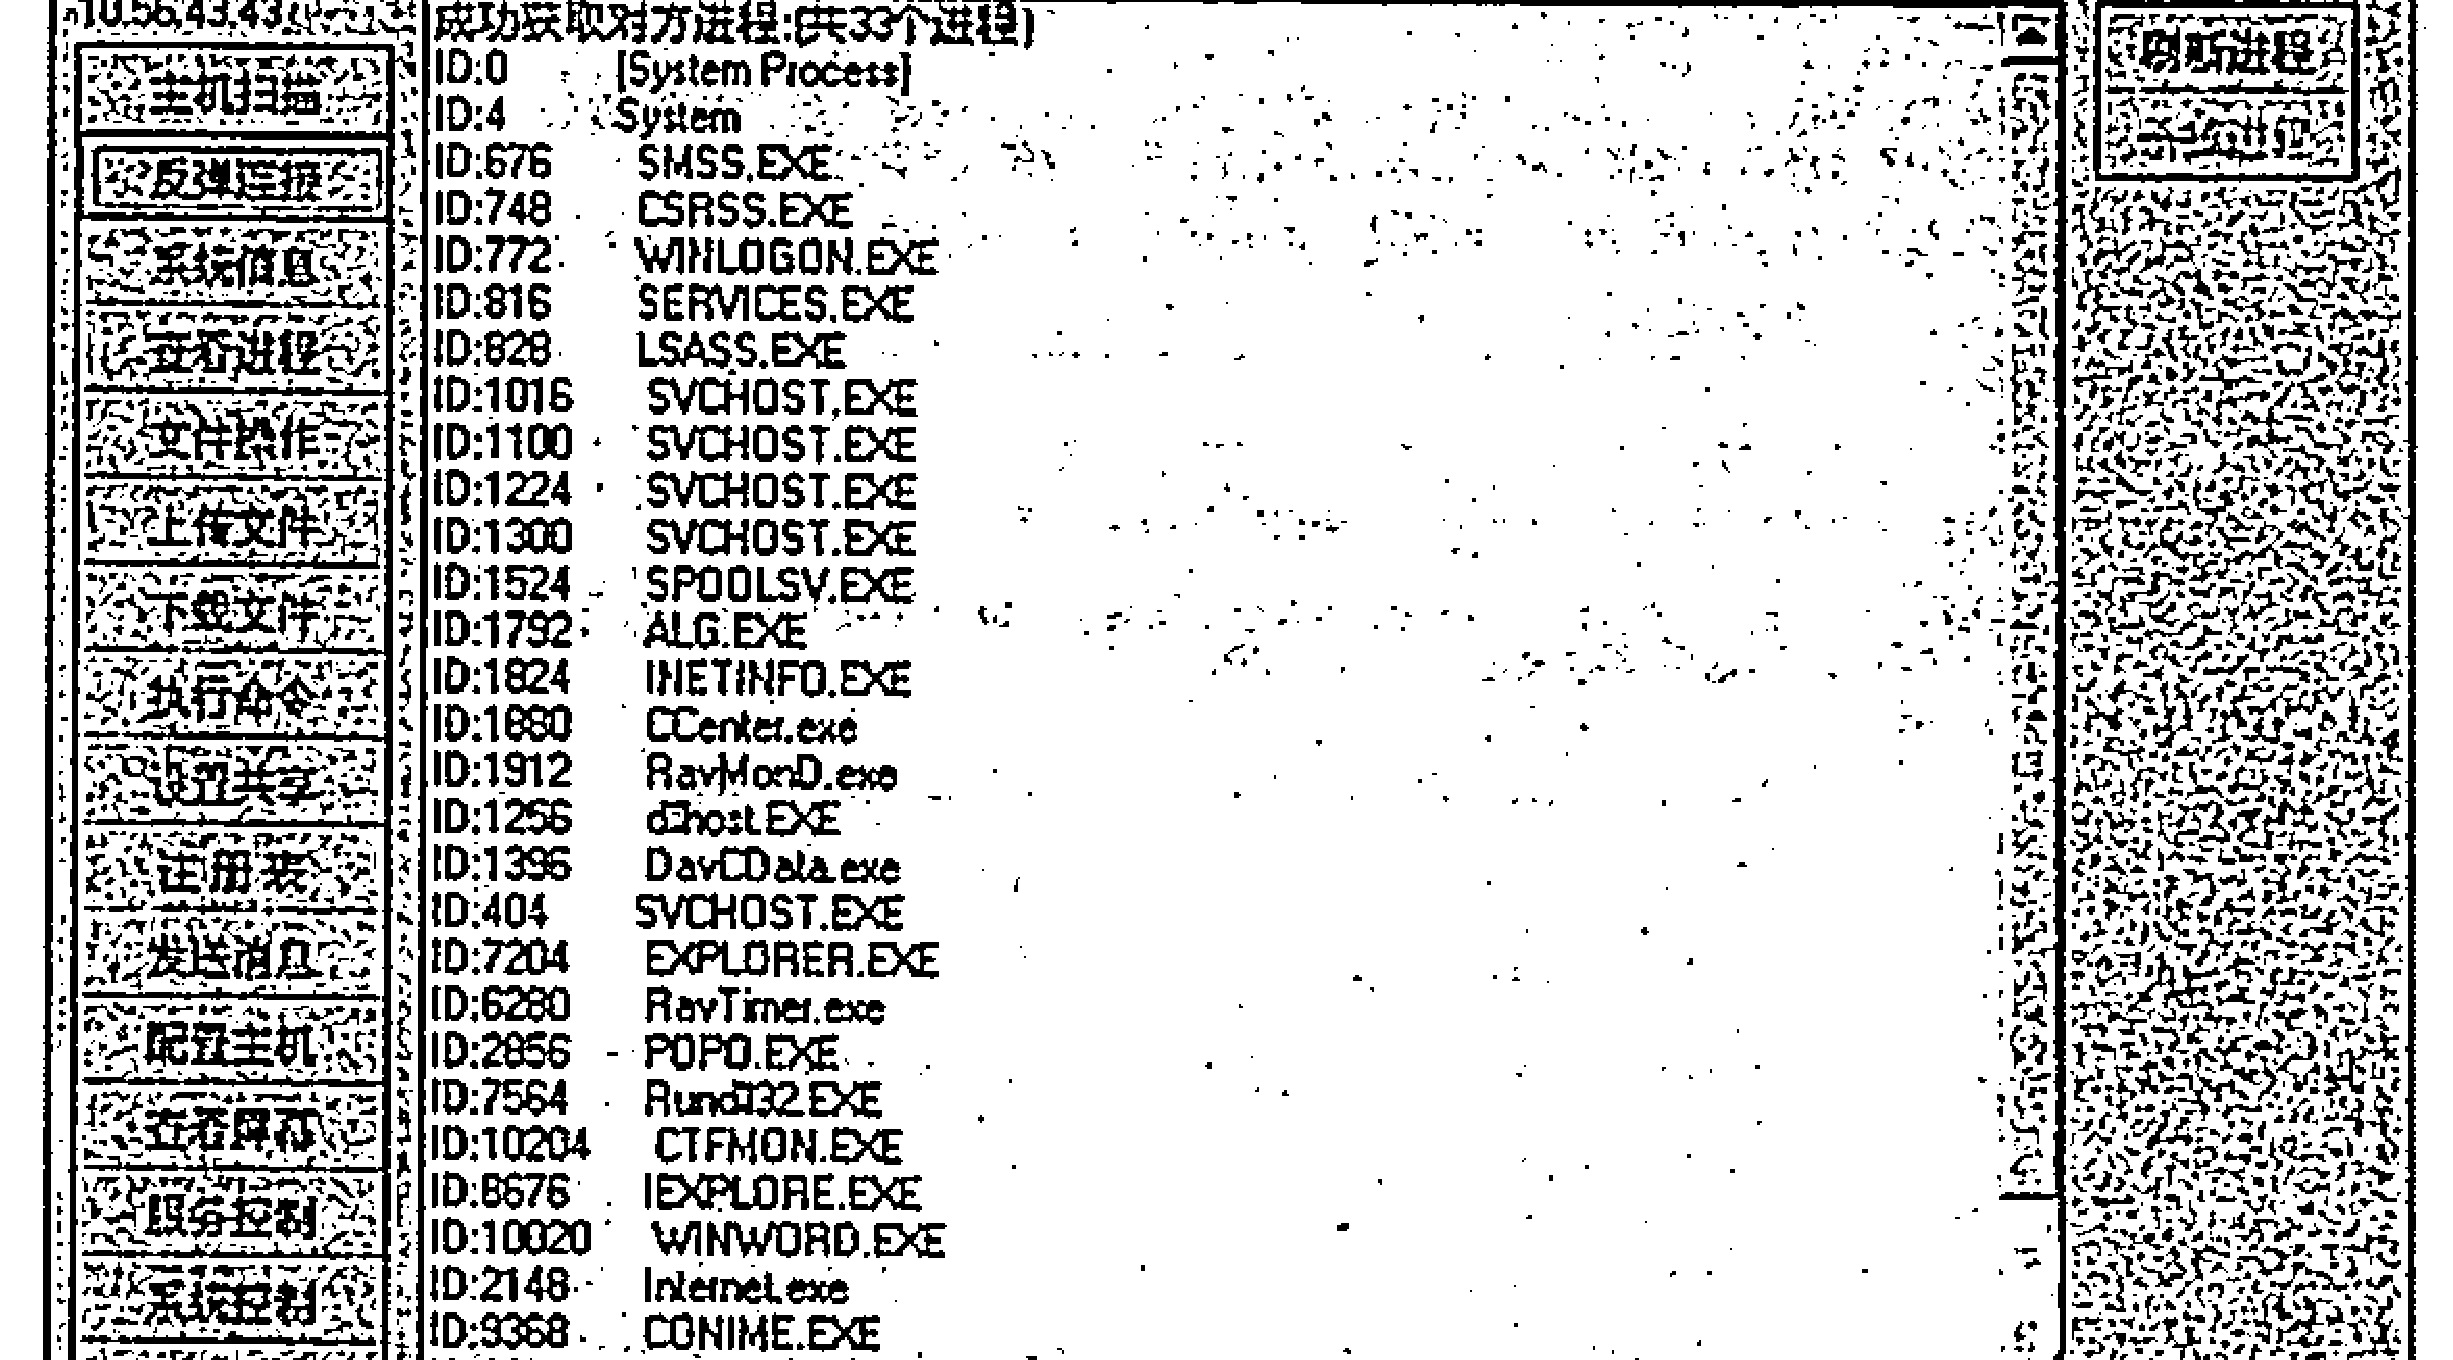 10.56.43.43
主机扫描
反弹连接
系统信息
查看进程
文件操作
上传文件
下载文件
执行命令
设置共享
注册表
发送消息
配置主机
查看屏幕
服务控制
系统控制
成功获取对方进程:(共33个进程)
ID:0 [System Process]
ID:4 System
ID:676 SMSS.EXE
ID:748 CSRSS.EXE
ID:772 WINLOGON.EXE
ID:816 SERVICES.EXE
ID:828 LSASS.EXE
ID:1016 SVCHOST.EXE
ID:1100 SVCHOST.EXE
ID:1224 SVCHOST.EXE
ID:1300 SVCHOST.EXE
ID:1524 SPOOLSV.EXE
ID:1792 ALG.EXE
ID:1824 INETINFO.EXE
ID:1880 CCenter.exe
ID:1912 RavMonD.exe
ID:1256 dllhost.EXE
ID:1396 DavCData.exe
ID:404 SVCHOST.EXE
ID:7204 EXPLORER.EXE
ID:6280 RavTimer.exe
ID:2856 POPO.EXE
ID:7564 Rundll32.EXE
ID:10204 CTFMON.EXE
ID:8676 IEXPLORE.EXE
ID:10020 WINWORD.EXE
ID:2148 Internet.exe
ID:9368 CONIME.EXE
刷新进程